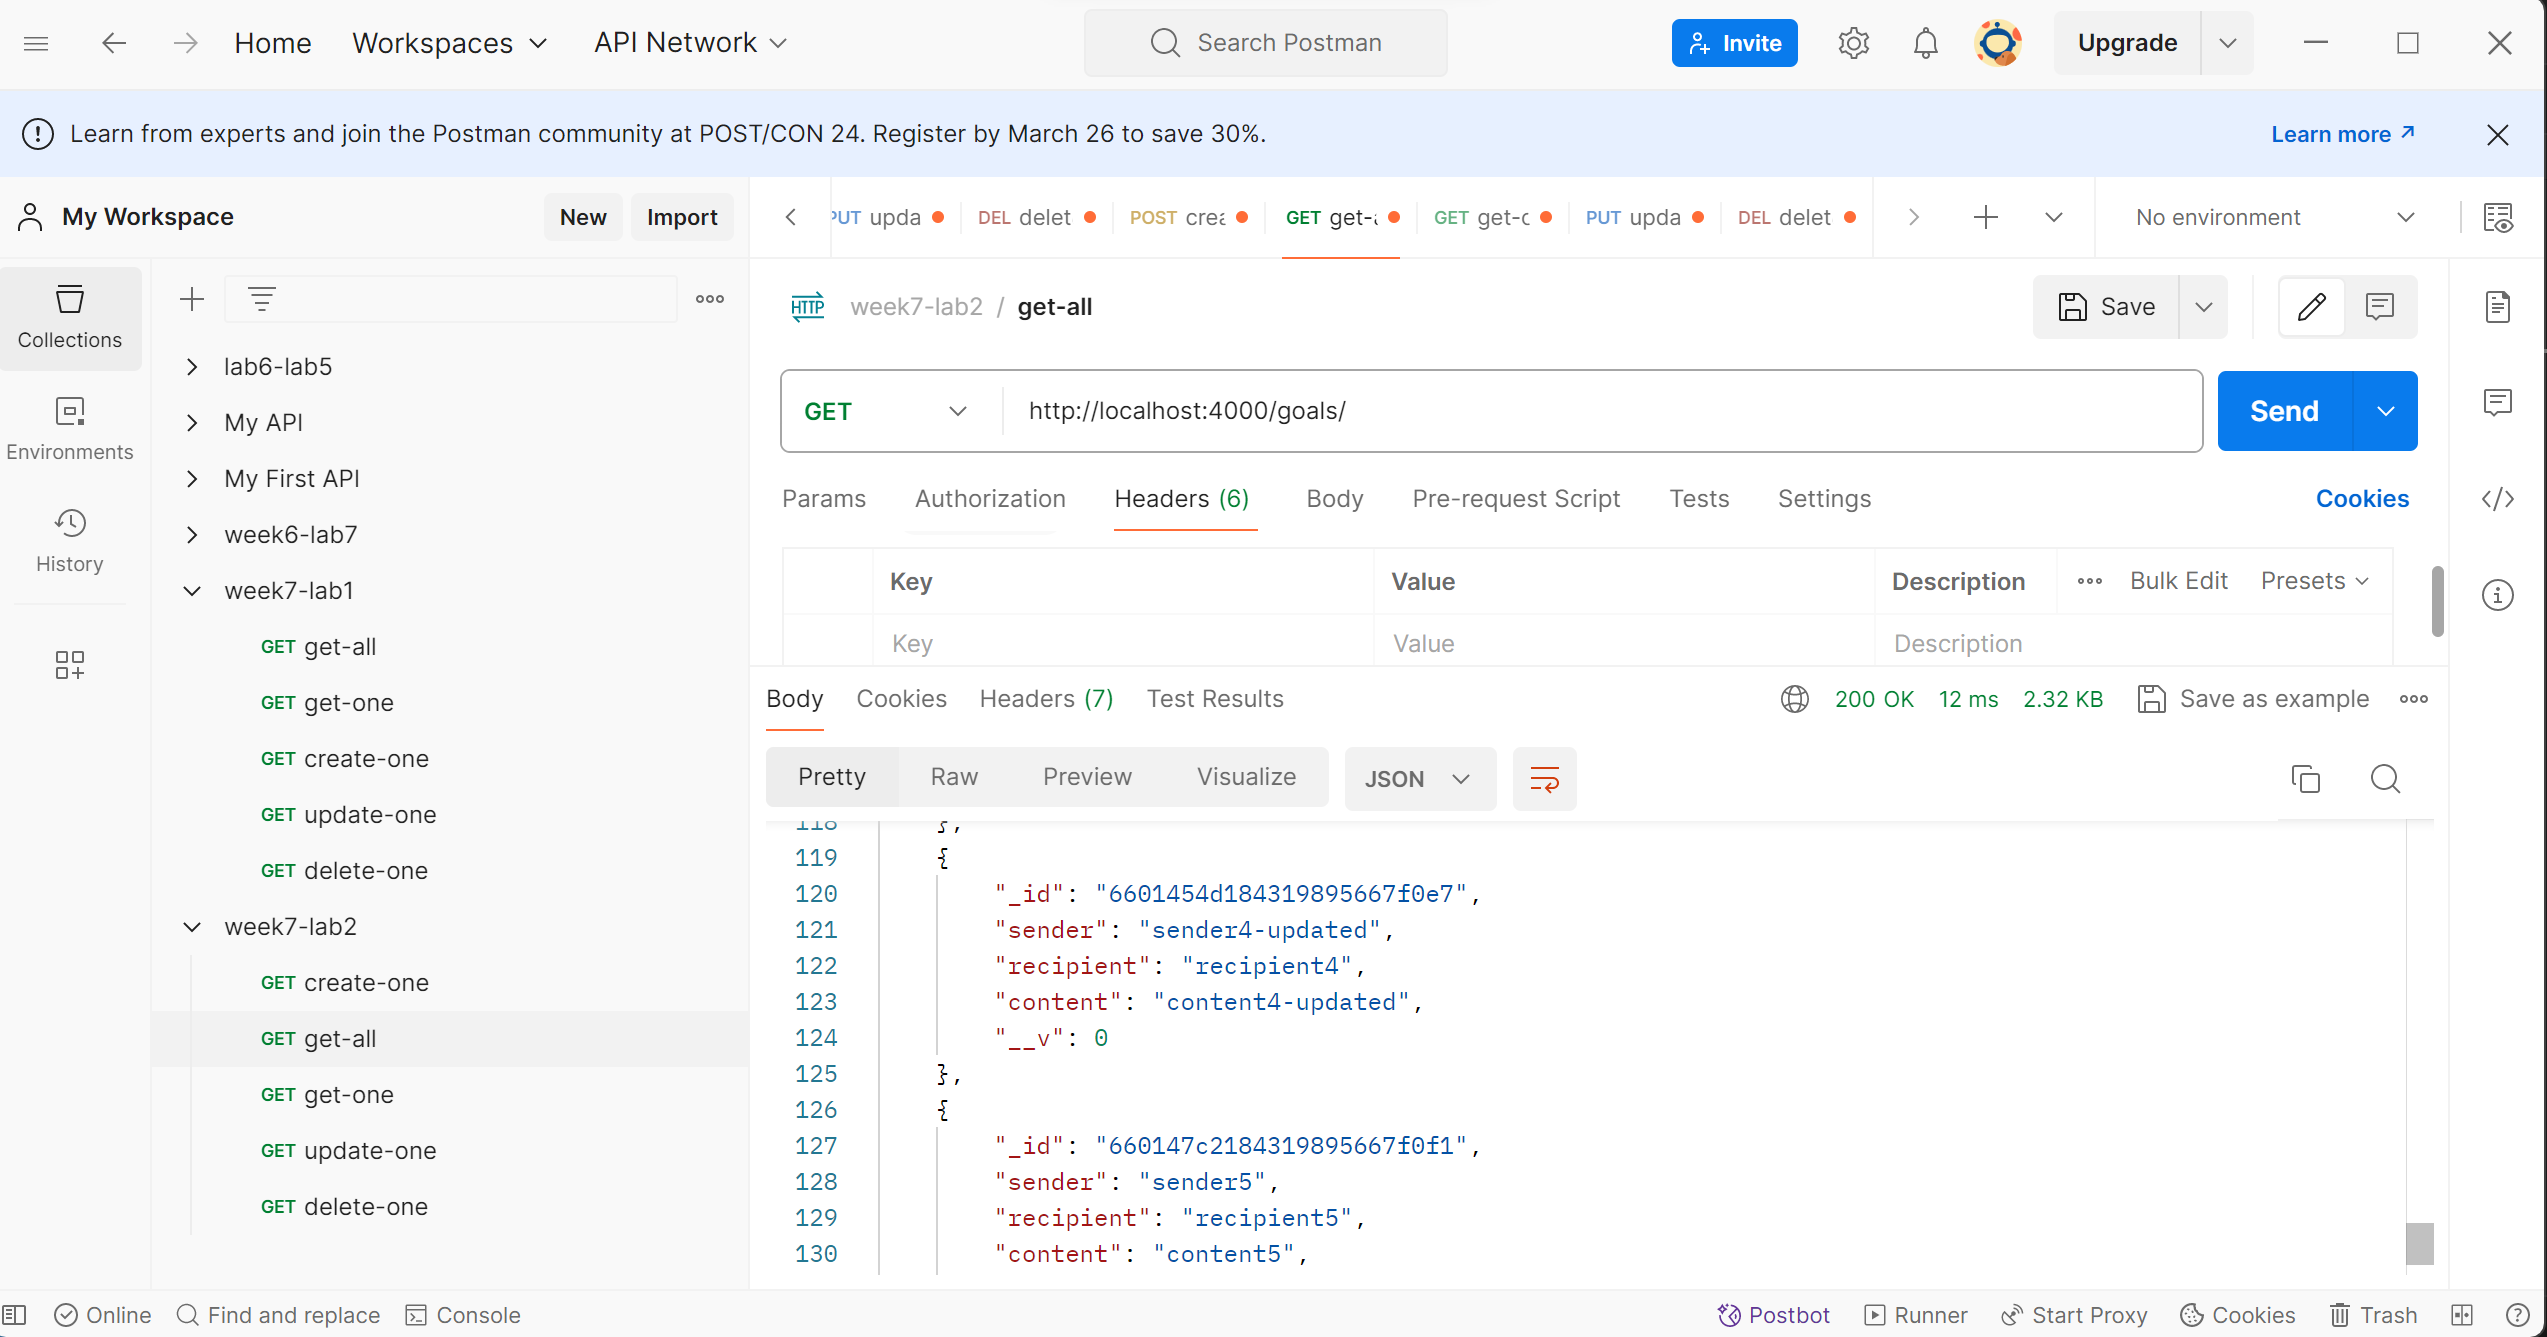 Home Workspaces API Network Search Postman Invite Upgrade
Learn from experts and join the Postman community at POST/CON 24. Register by March 26 to save 30%. Learn more ↗
My Workspace New Import
PUT upda DEL delet POST crea GET get-a GET get-o PUT upda DEL delet No environment
Collections
Environments
History
lab6-lab5
My API
My First API
week6-lab7
week7-lab1
GET get-all
GET get-one
GET create-one
GET update-one
GET delete-one
week7-lab2
GET create-one
GET get-all
GET get-one
GET update-one
GET delete-one
HTTP week7-lab2 / get-all Save
GET http://localhost:4000/goals/ Send
Params Authorization Headers (6) Body Pre-request Script Tests Settings Cookies
Key Value Description Bulk Edit Presets
Key Value Description
Body Cookies Headers (7) Test Results 200 OK 12 ms 2.32 KB Save as example
Pretty Raw Preview Visualize JSON
118 },
119 {
120 "_id": "6601454d184319895667f0e7",
121 "sender": "sender4-updated",
122 "recipient": "recipient4",
123 "content": "content4-updated",
124 "__v": 0
125 },
126 {
127 "_id": "660147c2184319895667f0f1",
128 "sender": "sender5",
129 "recipient": "recipient5",
130 "content": "content5",
Online Find and replace Console Postbot Runner Start Proxy Cookies Trash